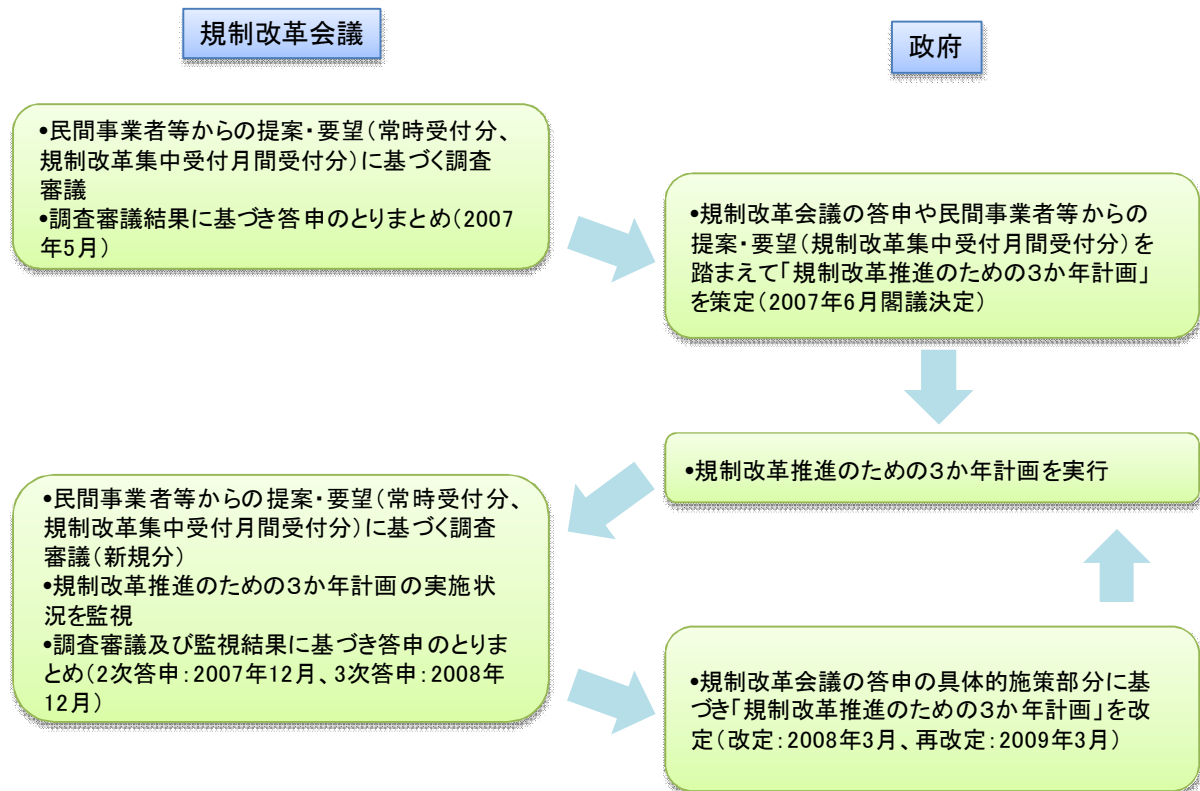 規制改革会議
政府
•民間事業者等からの提案・要望(常時受付分、
規制改革集中受付月間受付分)に基づく調査
審議
•調査審議結果に基づき答申のとりまとめ(2007
年5月)
•規制改革会議の答申や民間事業者等からの
提案・要望(規制改革集中受付月間受付分)を
踏まえて「規制改革推進のための3か年計画」
を策定(2007年6月閣議決定)
•規制改革推進のための3か年計画を実行
•民間事業者等からの提案・要望(常時受付分、
規制改革集中受付月間受付分)に基づく調査
審議(新規分)
•規制改革推進のための3か年計画の実施状
況を監視
•調査審議及び監視結果に基づき答申のとりま
とめ(2次答申:2007年12月、3次答申:2008年
12月)
•規制改革会議の答申の具体的施策部分に基
づき「規制改革推進のための3か年計画」を改
定(改定:2008年3月、再改定:2009年3月)